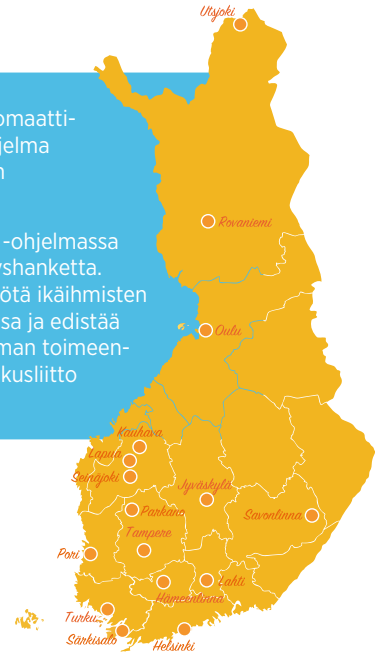 Utsjoki
omaatti-
jelma
n
-ohjelmassa
yshanketta.
ötä ikäihmisten
sa ja edistää
man toimeen-
kusliitto
Rovaniemi
Oulu
Kauhava
Lapua
Seinäjoki
Jyväskylä
Parkano
Savonlinna
Tampere
Pori
Lahti
Hämeenlinna
Turku
Särkisalo
Helsinki